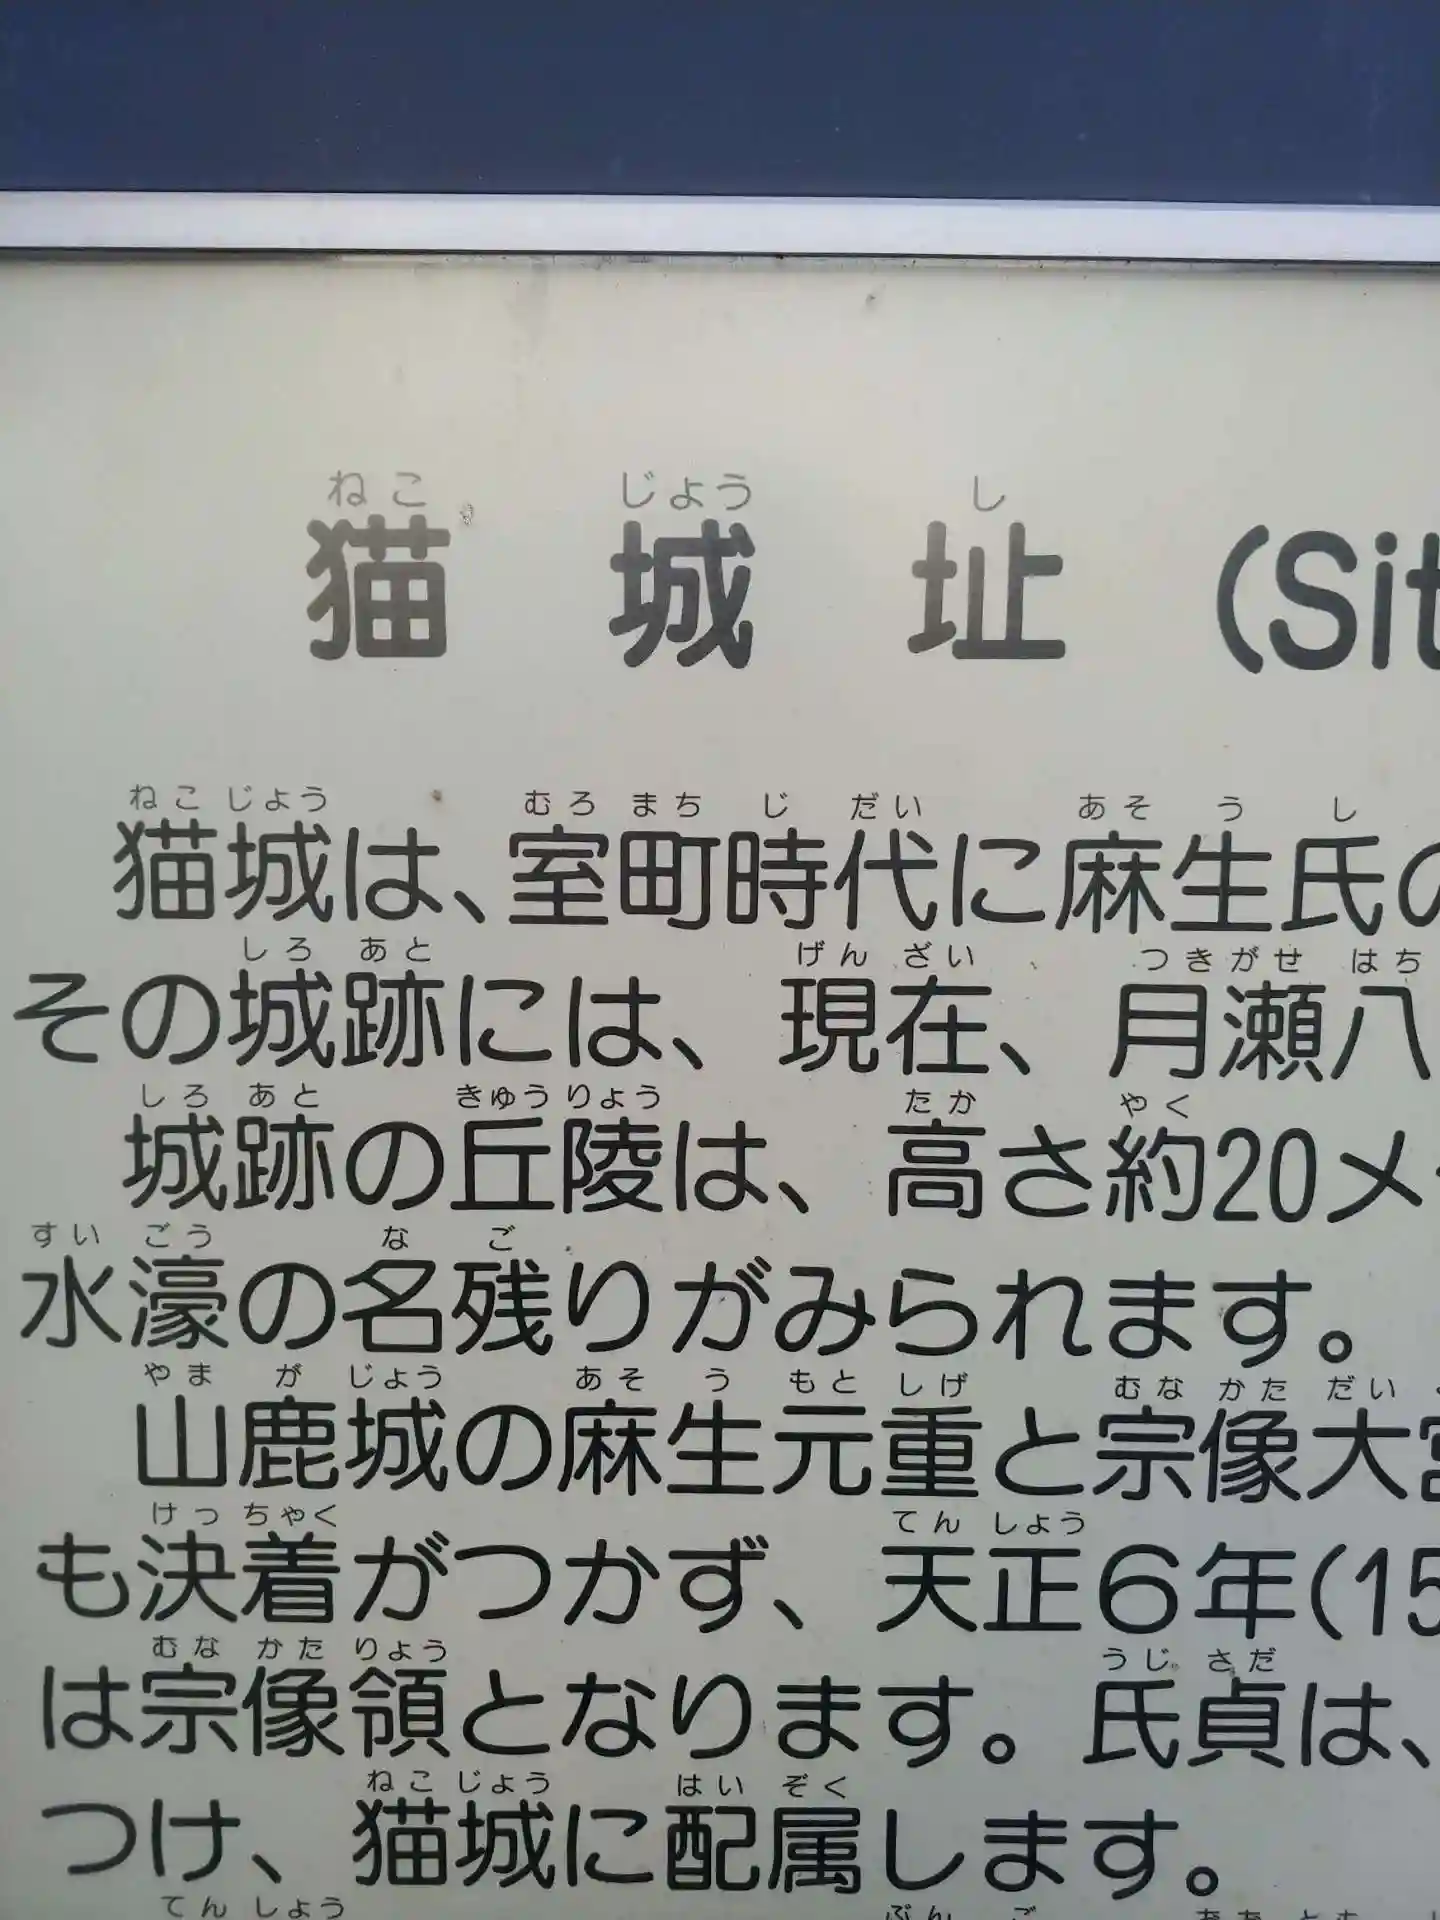 ねこ じょう し
猫 城 址 (Sit
ねこ じょう むろ まち じ だい あそ う し
猫城は、室町時代に麻生氏の
しろ あと げん ざい つきがせ はち
その城跡には、現在、月瀬八
しろ あと きゅう りょう たか やく
城跡の丘陵は、高さ約20メ
すい ごう な ご
水濠の名残りがみられます。
やま が じょう あそ う もと しげ むな かた だい
山鹿城の麻生元重と宗像大宮
けっ ちゃく てん しょう
も決着がつかず、天正6年(15
むな かた りょう うじ さだ
は宗像領となります。氏貞は、
ねこ じょう はい ぞく
つけ、猫城に配属します。
てん しょう ぶん ご